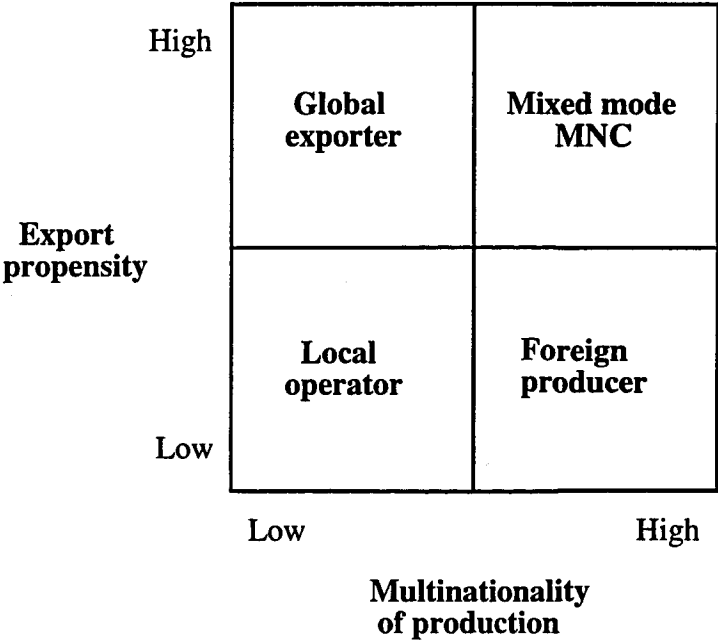 High
Global
exporter
Mixed mode
MNC
Export
propensity
Local
operator
Foreign
producer
Low
Low
High
Multinationality
of production